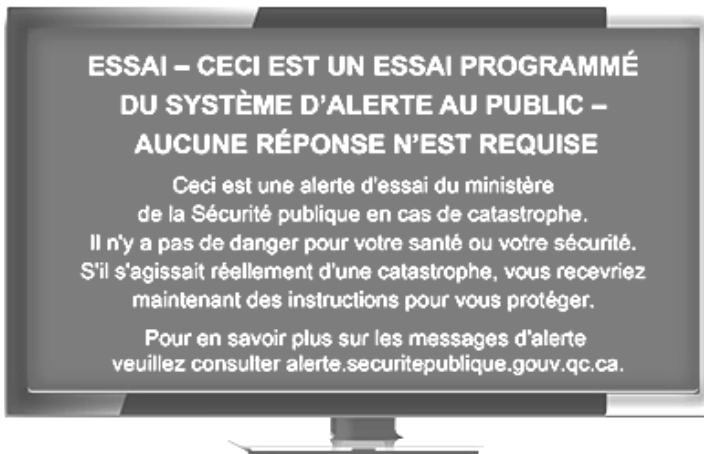 ESSAI – CECI EST UN ESSAI PROGRAMMÉ
DU SYSTÈME D'ALERTE AU PUBLIC –
AUCUNE RÉPONSE N'EST REQUISE
Ceci est une alerte d'essai du ministère
de la Sécurité publique en cas de catastrophe.
Il n'y a pas de danger pour votre santé ou votre sécurité.
S'il s'agissait réellement d'une catastrophe, vous recevriez
maintenant des instructions pour vous protéger.
Pour en savoir plus sur les messages d'alerte
veuillez consulter alerte.securitepublique.gouv.qc.ca.